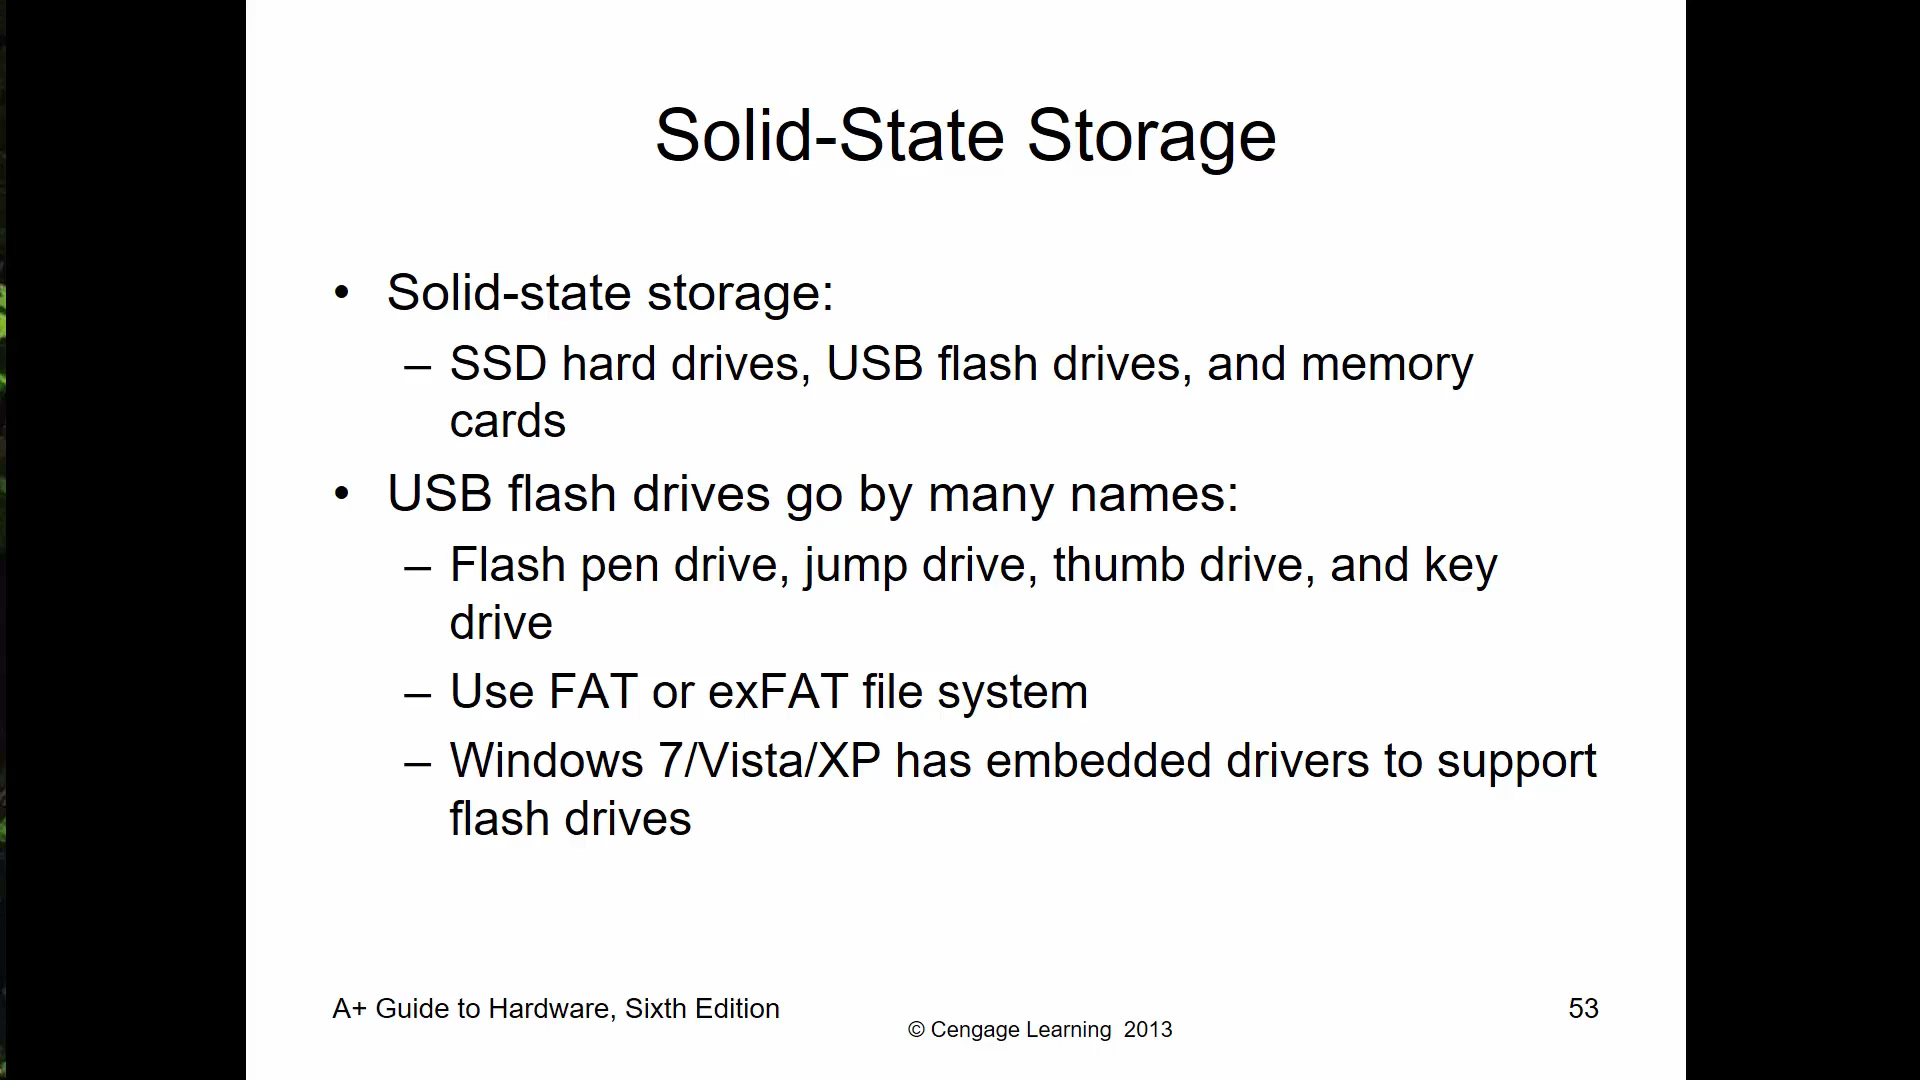 Solid-State Storage
• Solid-state storage:
– SSD hard drives, USB flash drives, and memory
cards
• USB flash drives go by many names:
– Flash pen drive, jump drive, thumb drive, and key
drive
– Use FAT or exFAT file system
– Windows 7/Vista/XP has embedded drivers to support
flash drives
A+ Guide to Hardware, Sixth Edition
© Cengage Learning 2013
53